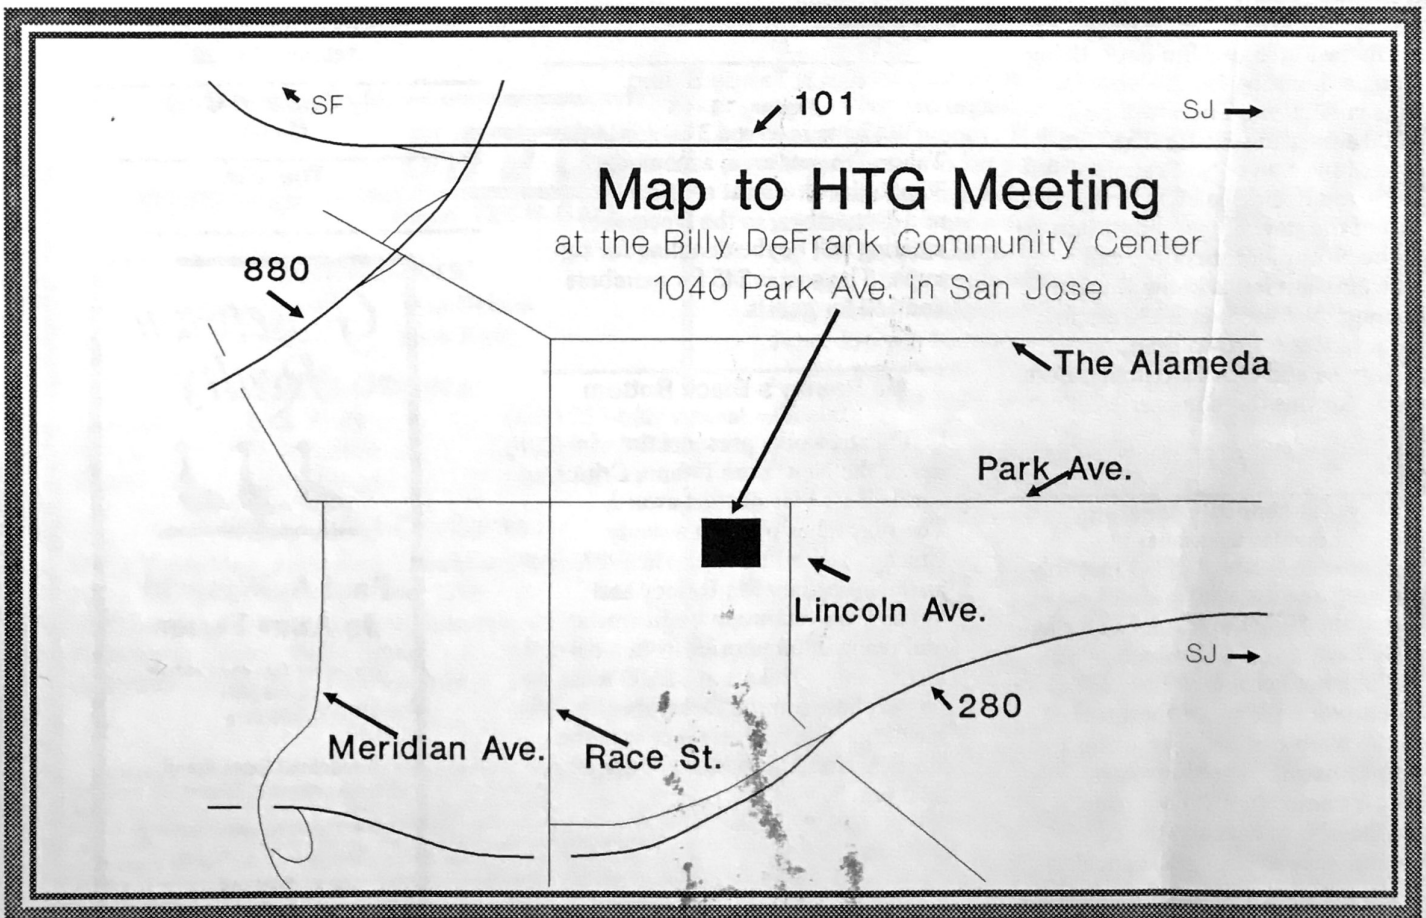 SF
101
SJ
Map to HTG Meeting
at the Billy DeFrank Community Center
1040 Park Ave. in San Jose
880
The Alameda
Park Ave.
Lincoln Ave.
SJ
280
Meridian Ave.
Race St.